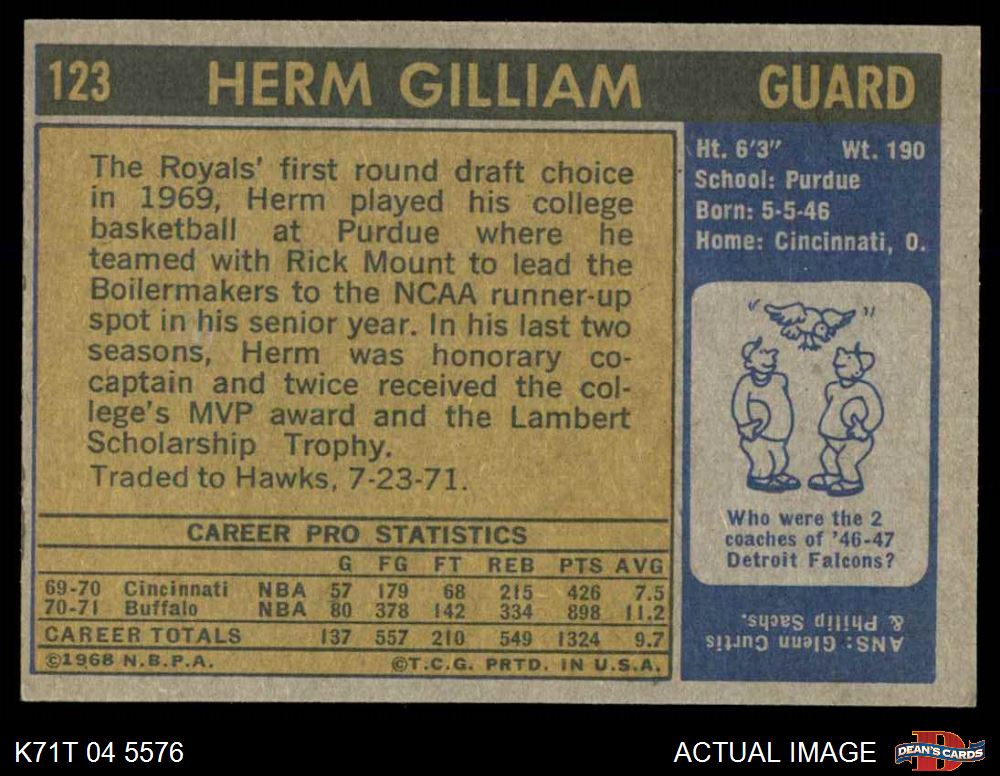 123 HERM GILLIAM GUARD
The Royals' first round draft choice
in 1969, Herm played his college
basketball at Purdue where he
teamed with Rick Mount to lead the
Boilermakers to the NCAA runner-up
spot in his senior year. In his last two
seasons, Herm was honorary co-
captain and twice received the col-
lege's MVP award and the Lambert
Scholarship Trophy.
Traded to Hawks, 7-23-71.
CAREER PRO STATISTICS
G FG FT REB PTS AVG
69-70 Cincinnati NBA 57 179 68 215 426 7.5
70-71 Buffalo NBA 80 378 142 334 898 11.2
CAREER TOTALS 137 557 210 549 1324 9.7
©1968 N.B.P.A. ©T.C.G. PRTD. IN U.S.A.
Ht. 6'3" Wt. 190
School: Purdue
Born: 5-5-46
Home: Cincinnati, O.
Who were the 2
coaches of '46-47
Detroit Falcons?
ANS: Glenn Curtis
& Philip Sachs.
K71T 04 5576 ACTUAL IMAGE DEAN'S CARDS